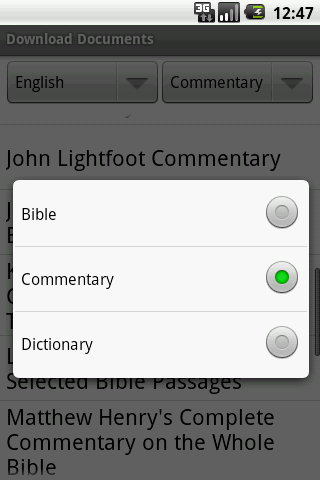 3G 12:47
Download Documents
English Commentary
John Lightfoot Commentary
Bible
Commentary
Dictionary
Selected Bible Passages
Matthew Henry's Complete
Commentary on the Whole
Bible